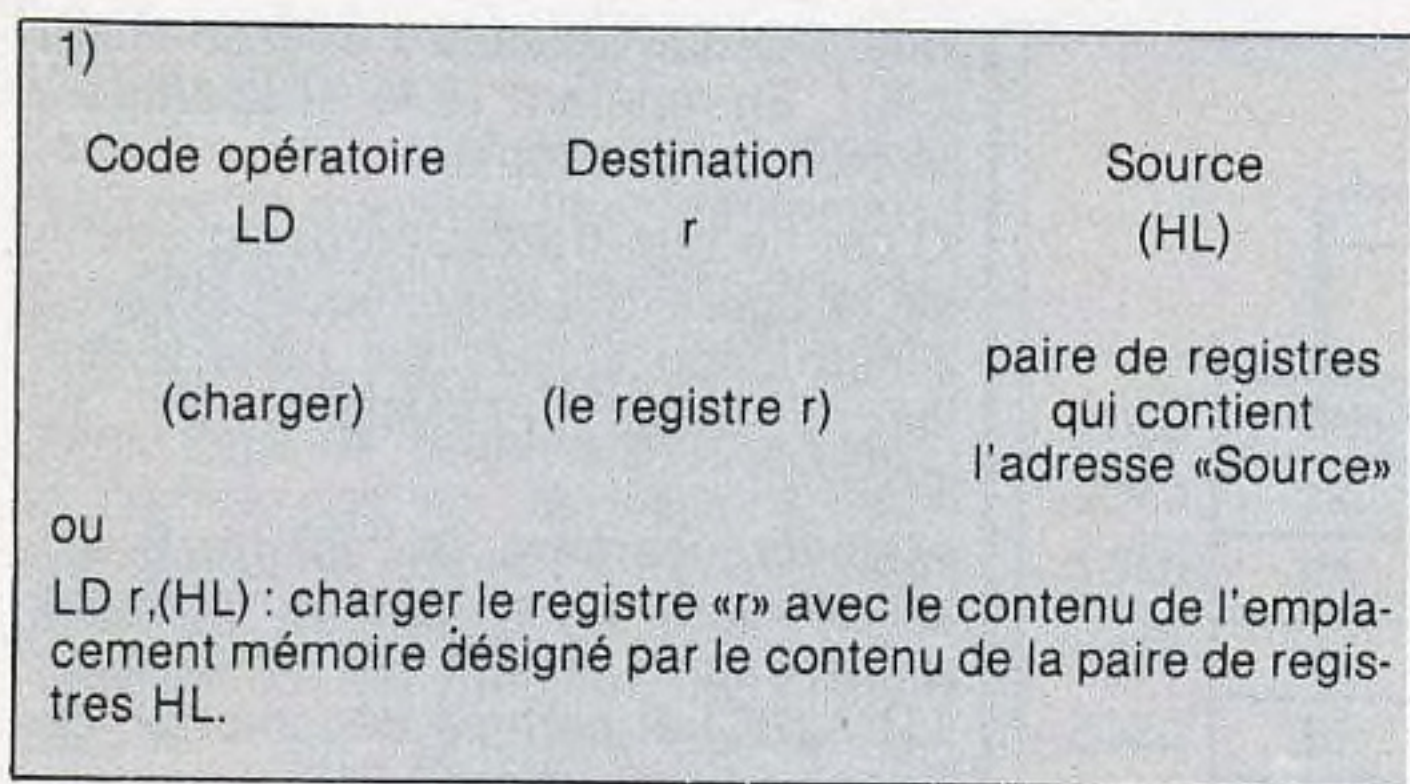 1)
Code opératoire Destination Source
LD r (HL)
paire de registres
(charger) (le registre r) qui contient
l'adresse «Source»
ou
LD r,(HL) : charger le registre «r» avec le contenu de l'empla-
cement mémoire désigné par le contenu de la paire de regis-
tres HL.